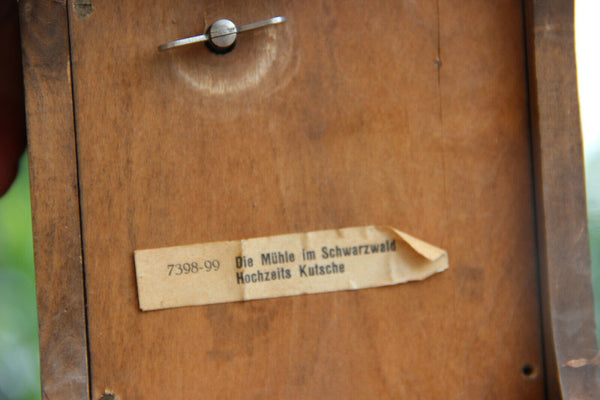 7398-99 Die Mühle im Schwarzwald
Hochzeits Kutsche